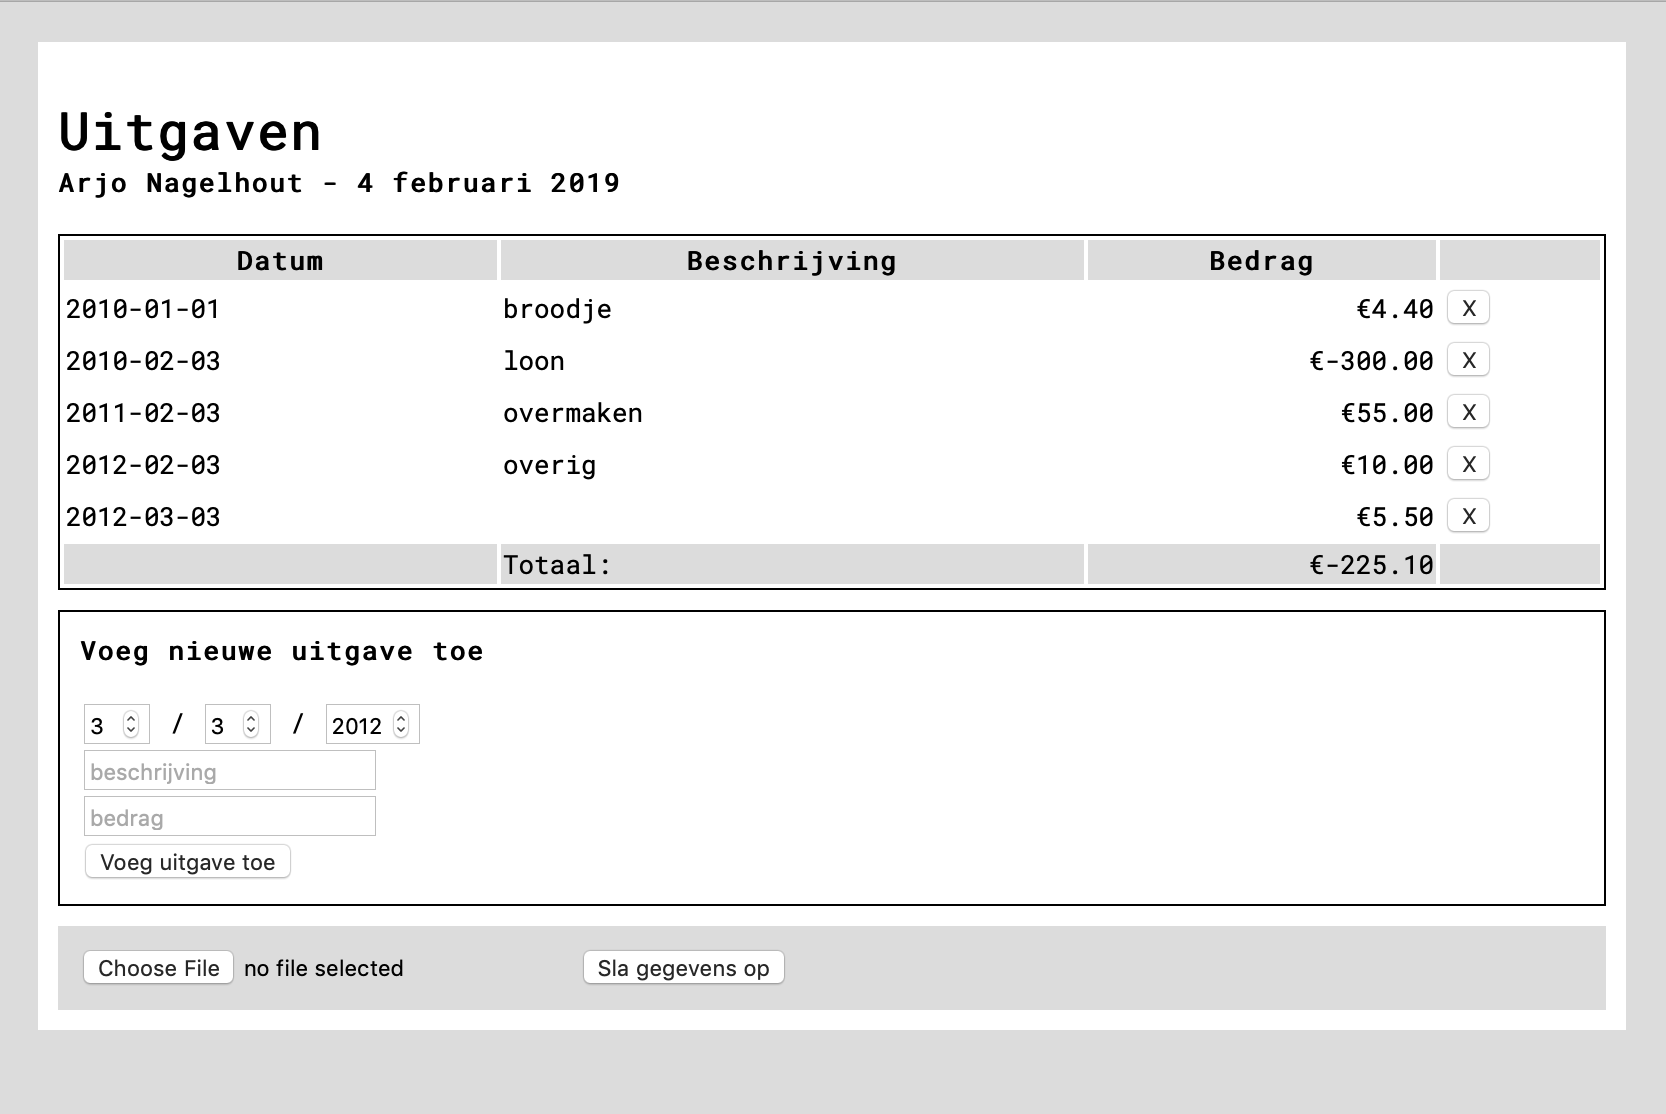 Uitgaven
Arjo Nagelhout - 4 februari 2019
Datum Beschrijving Bedrag
2010-01-01 broodje €4.40 X
2010-02-03 loon €-300.00 X
2011-02-03 overmaken €55.00 X
2012-02-03 overig €10.00 X
2012-03-03 €5.50 X
Totaal: €-225.10
Voeg nieuwe uitgave toe
3 / 3 / 2012
beschrijving
bedrag
Voeg uitgave toe
Choose File no file selected Sla gegevens op